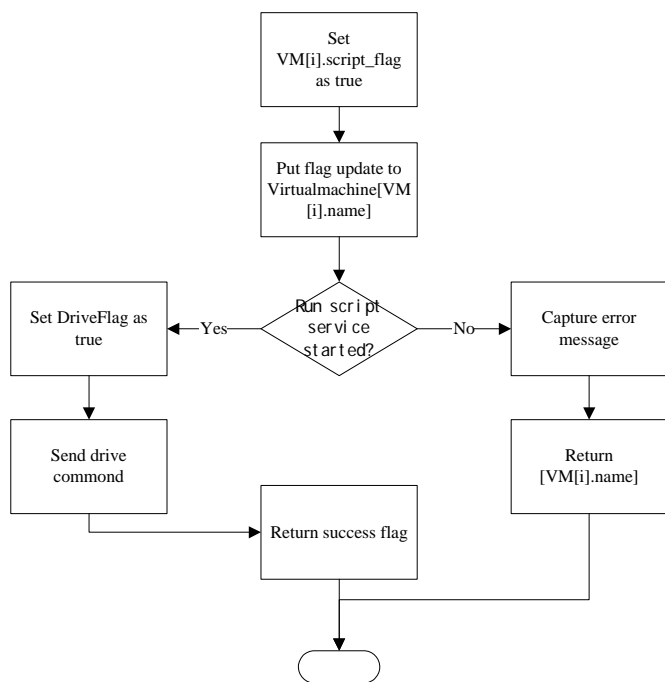 Set
VM[i].script_flag
as true
Put flag update to
Virtualmachine[VM
[i].name]
Run script
service
started?
Set DriveFlag as
true
Yes
No
Capture error
message
Send drive
commond
Return
[VM[i].name]
Return success flag